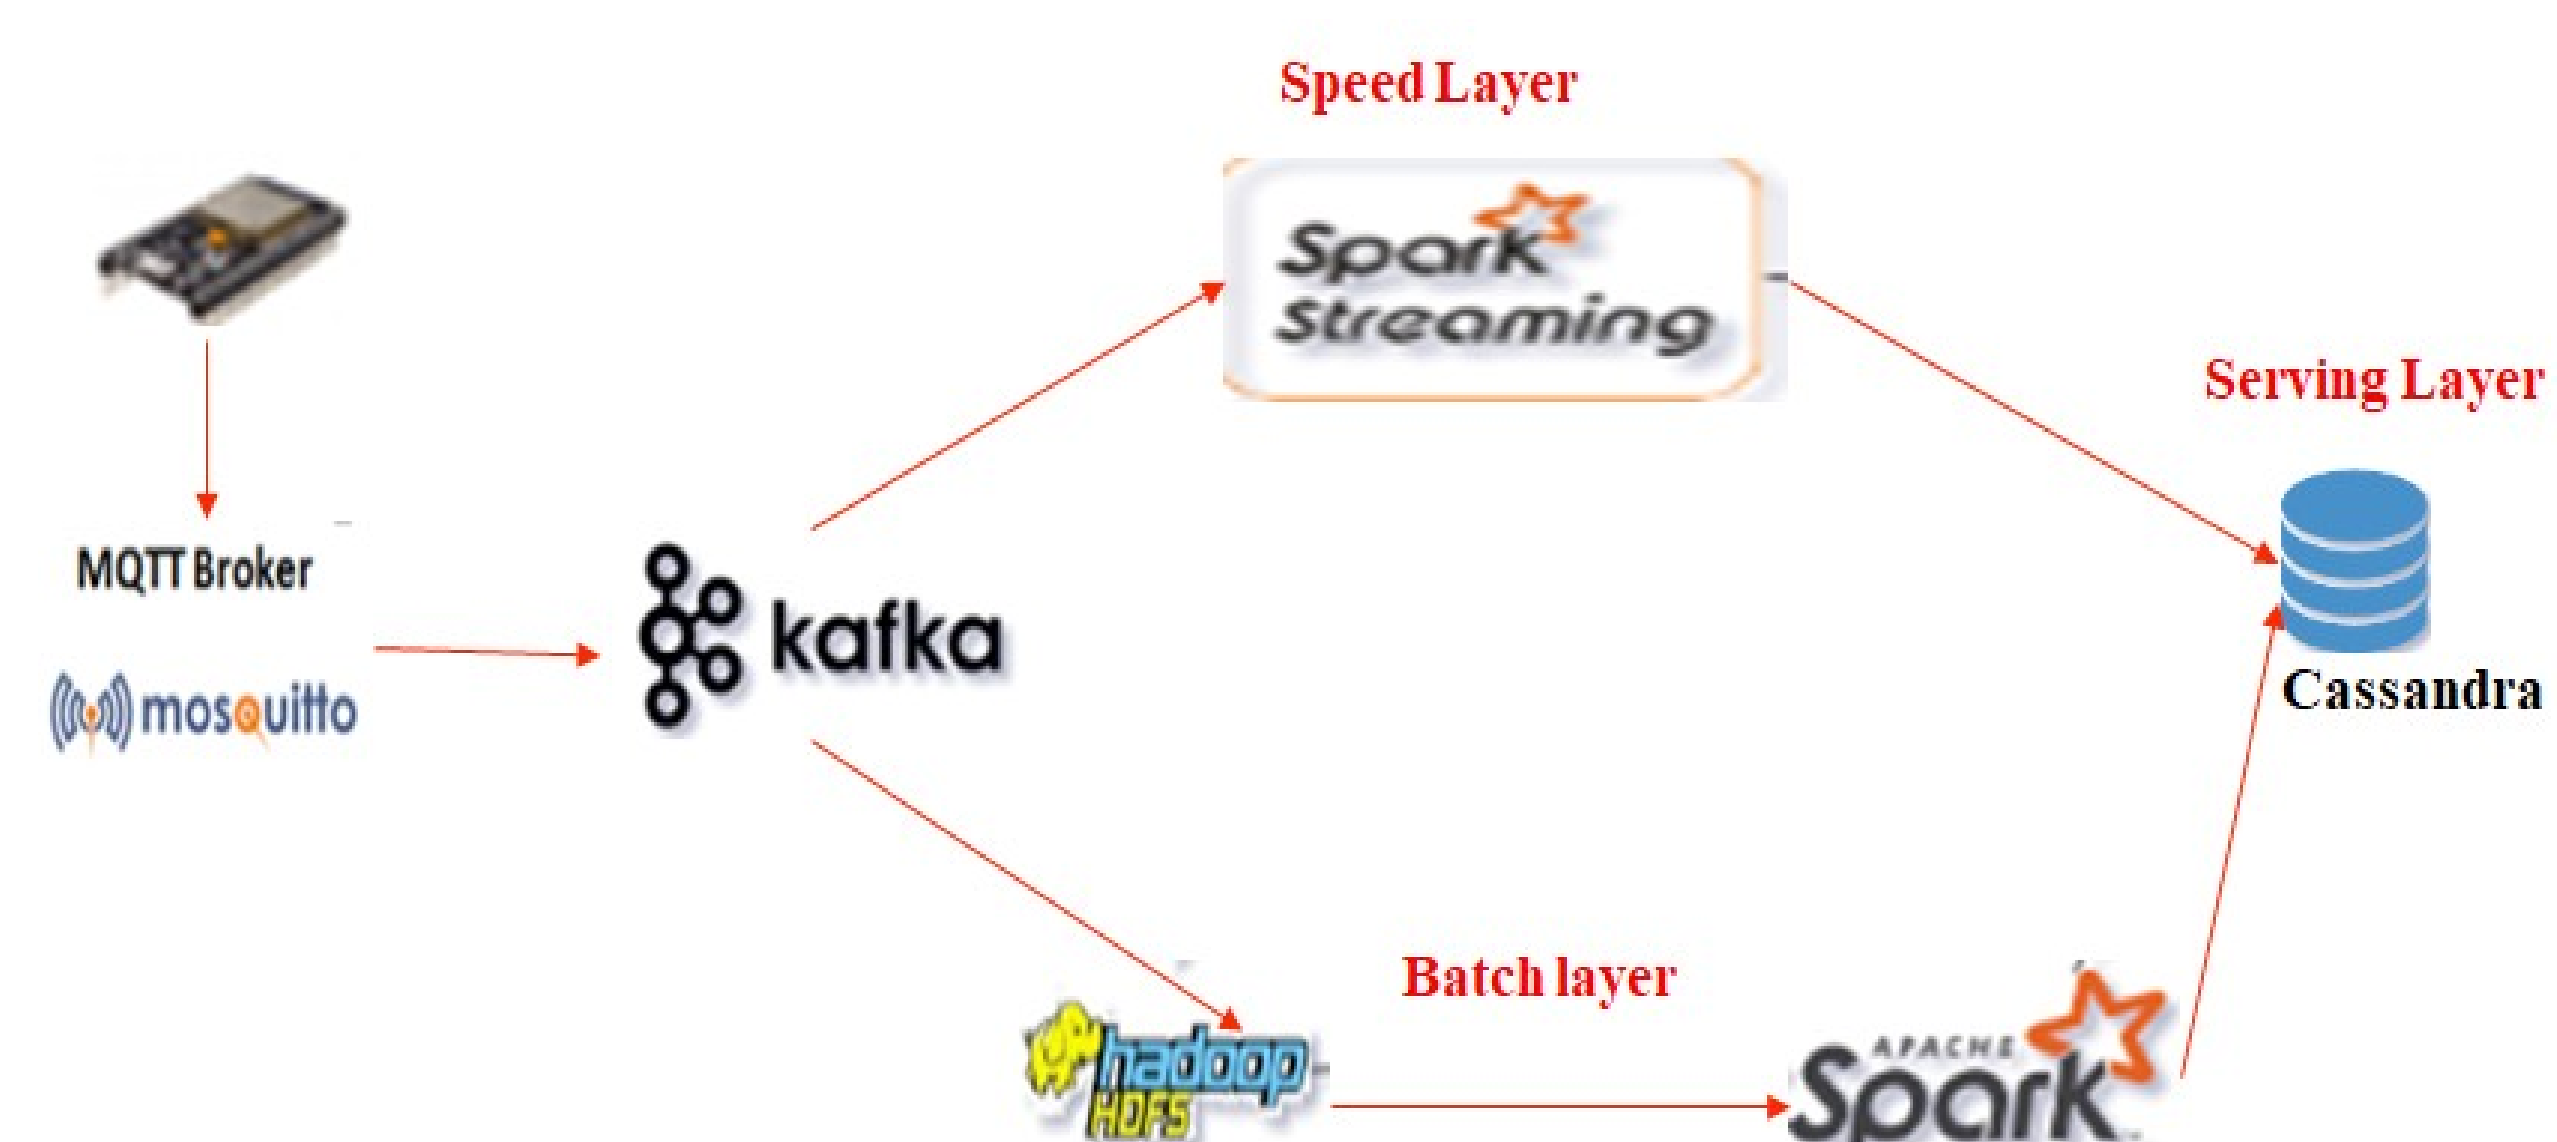 Speed Layer
Spark
Streaming
Serving Layer
MQTT Broker
mosquitto
kafka
Cassandra
Batch layer
hadoop
HDFS
APACHE
Spark